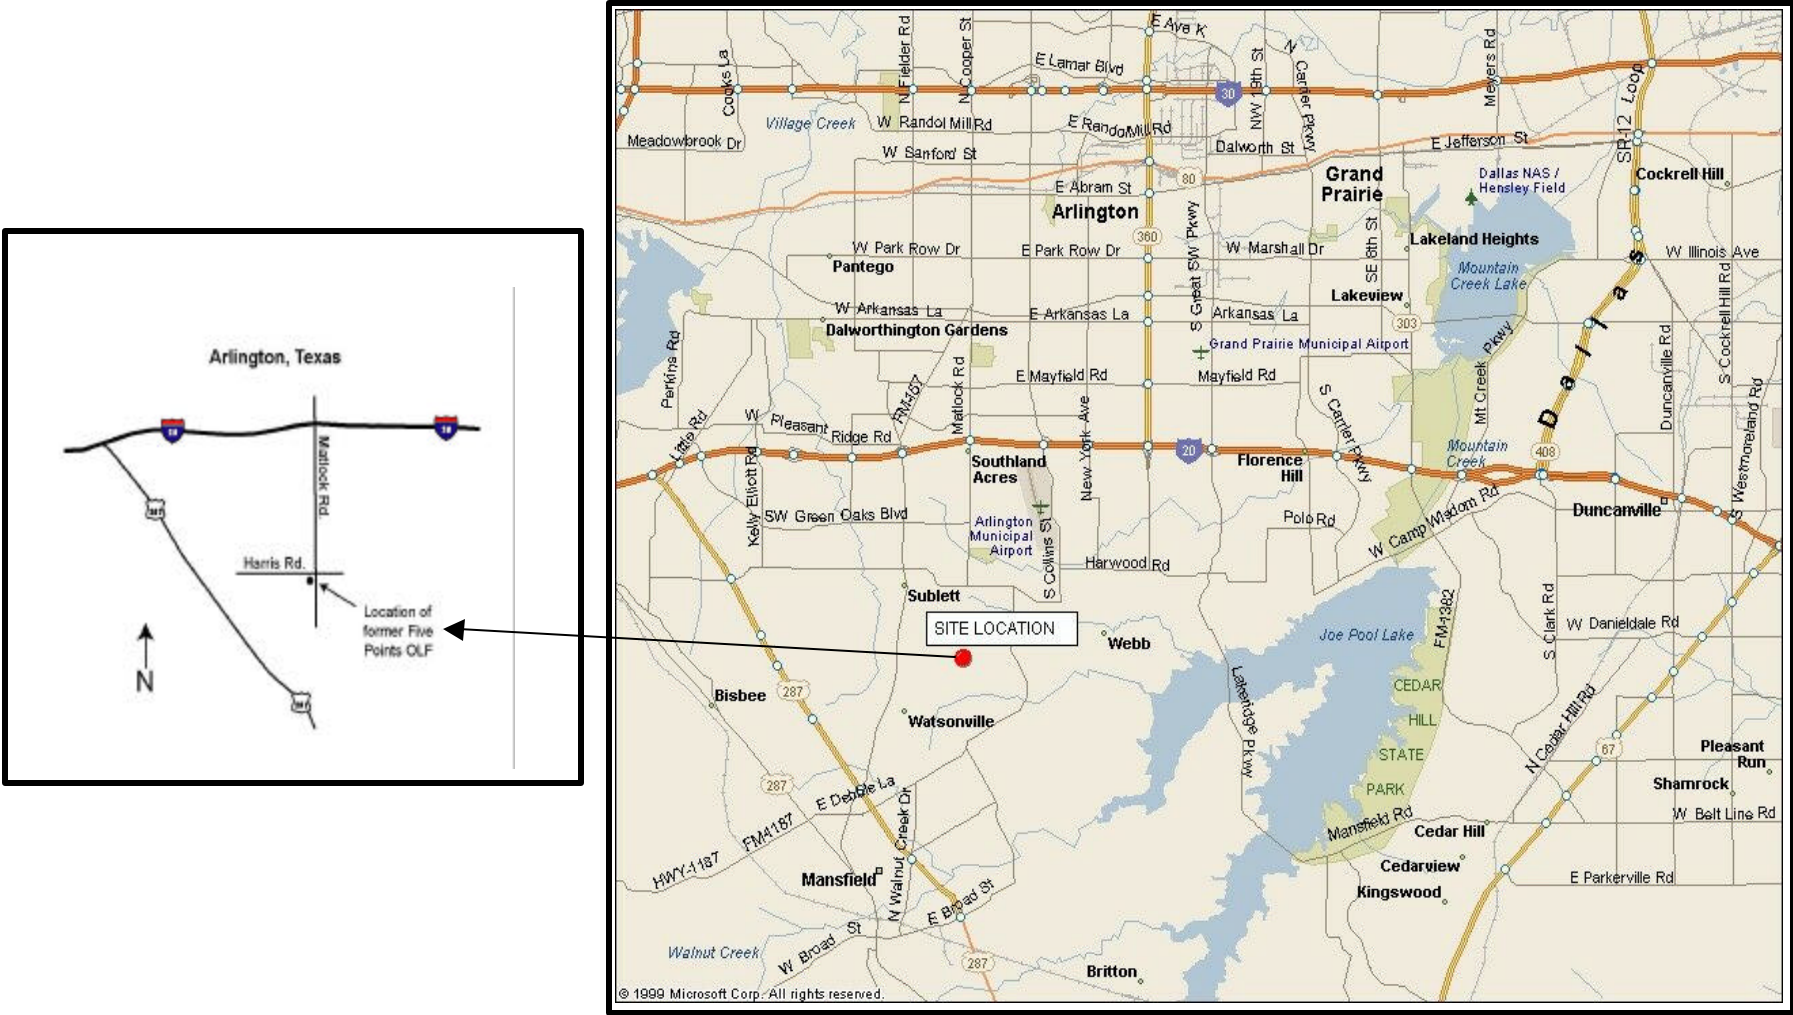 Arlington, Texas
Matlock Rd.
Harris Rd.
Location of
former Five
Points OLF
N
E Ave K
Cooks La
N Fielder Rd
N Cooper St
E Lamar Blvd
30
NW 19th St
N Carrier Pkwy
Meyers Rd
SR-12 Loop
Village Creek
W Randol Mill Rd
E Randol Mill Rd
Meadowbrook Dr
W Sanford St
Dalworth St
E Jefferson St
80
Grand
Prairie
Dallas NAS /
Hensley Field
Cockrell Hill
E Abram St
Arlington
360
S Great SW Pkwy
SE 8th St
Lakeland Heights
W Park Row Dr
E Park Row Dr
W Marshall Dr
W Illinois Ave
Pantego
Mountain
Creek Lake
Lakeview
W Arkansas La
E Arkansas La
Arkansas La
303
Dalworthington Gardens
Grand Prairie Municipal Airport
Perkins Rd
Matlock Rd
E Mayfield Rd
Mayfield Rd
Mt Creek Pkwy
Dallas
Duncanville Rd
S Cockrell Hill Rd
S Westmoreland Rd
FM-157
New York Ave
S Carrier Pkwy
Little Rd
W Pleasant
Ridge Rd
Kelly Elliott Rd
20
Mountain
Creek
408
Southland
Acres
Florence
Hill
Duncanville
SW Green Oaks Blvd
Arlington
Municipal
Airport
S Collins St
Polo Rd
W Camp Wisdom Rd
Harwood Rd
Sublett
SITE LOCATION
Webb
Joe Pool Lake
FM-1382
S Clark Rd
W Danieldale Rd
Bisbee
287
Watsonville
Lakeridge Pkwy
CEDAR
HILL
STATE
PARK
N Cedar Hill Rd
67
Pleasant
Run
287
E Debbie La
Shamrock
HWY-1187
FM4187
N Walnut Creek Dr
Mansfield Rd
Cedar Hill
W Belt Line Rd
Mansfield
Cedarview
Kingswood
E Parkerville Rd
E Broad St
W Broad St
Walnut Creek
287
Britton
© 1999 Microsoft Corp. All rights reserved.